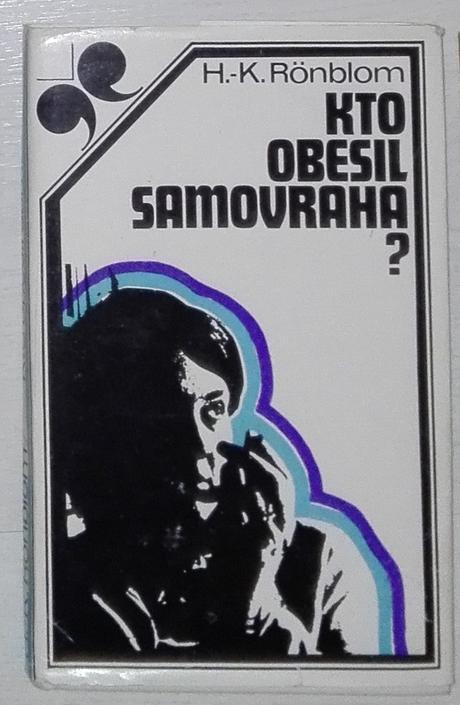 H.-K. Rönblom
KTO
OBESIL
SAMOVRAHA
?